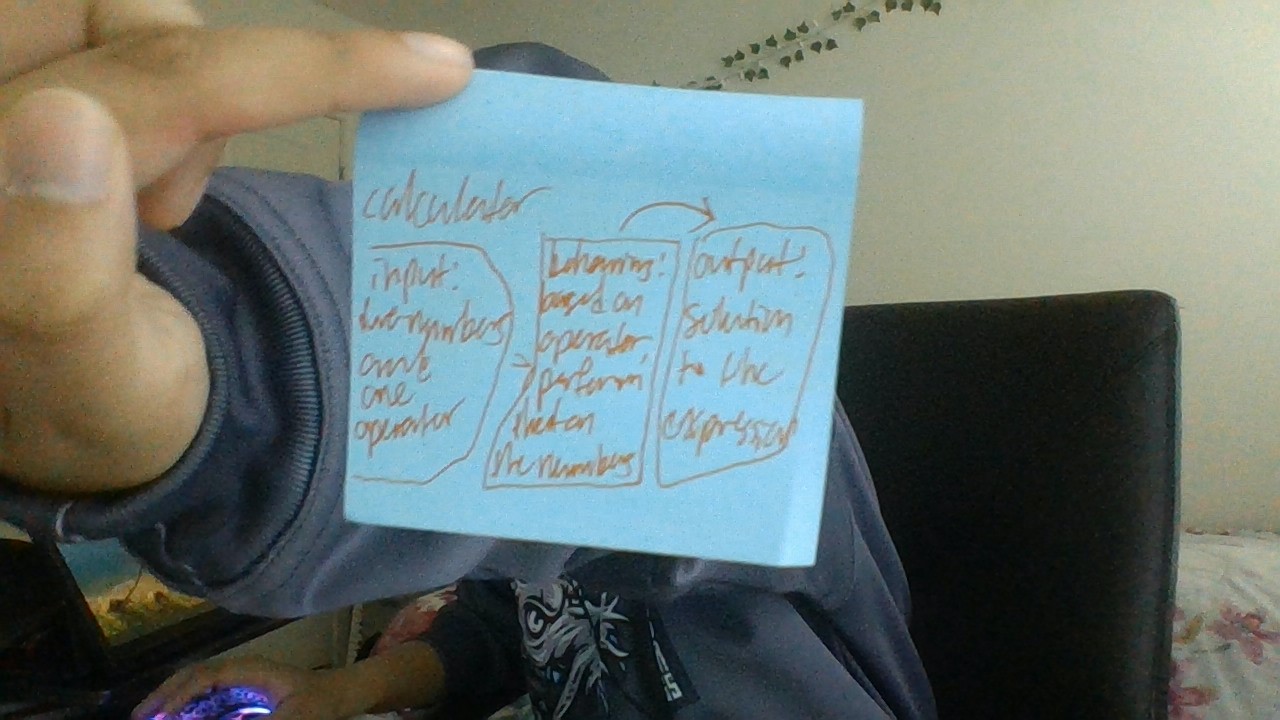 calculator
input:
two numbers
and
one
operator
behaviors:
based on
operator,
perform
that on
the numbers
output:
solution
to the
expression